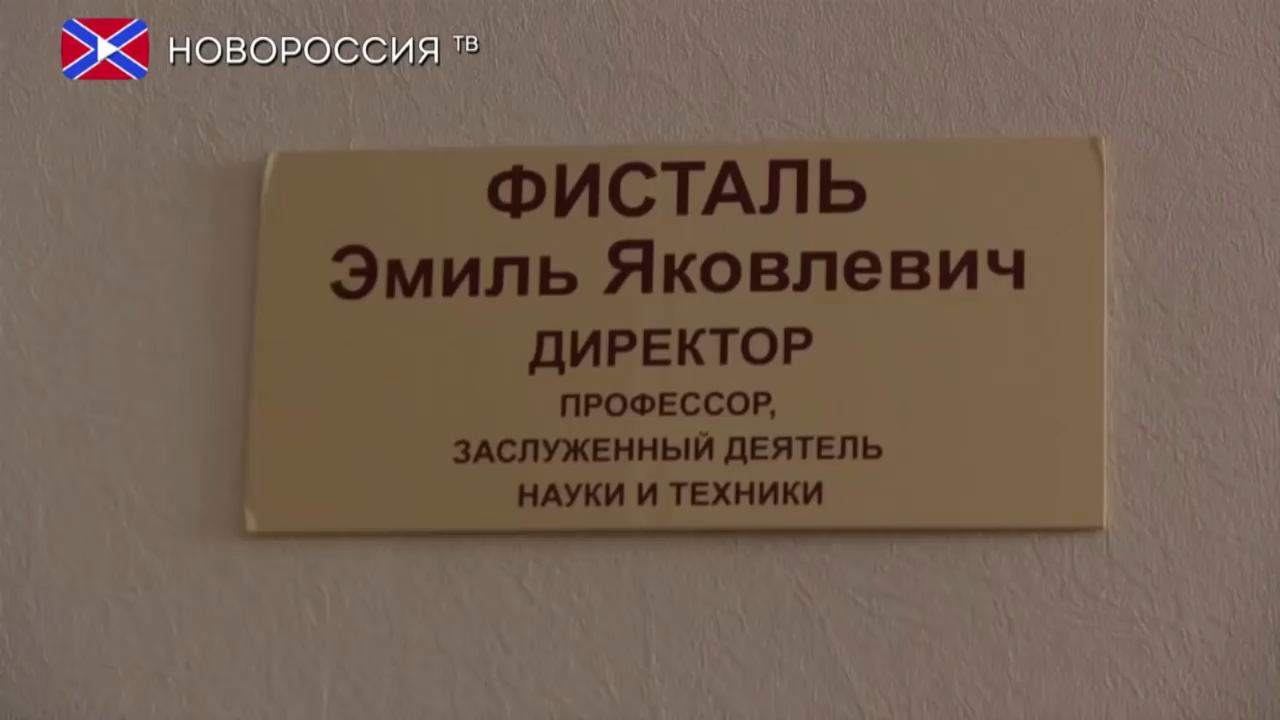 НОВОРОССИЯ ТВ
ФИСТАЛЬ
Эмиль Яковлевич
ДИРЕКТОР
ПРОФЕССОР,
ЗАСЛУЖЕННЫЙ ДЕЯТЕЛЬ
НАУКИ И ТЕХНИКИ